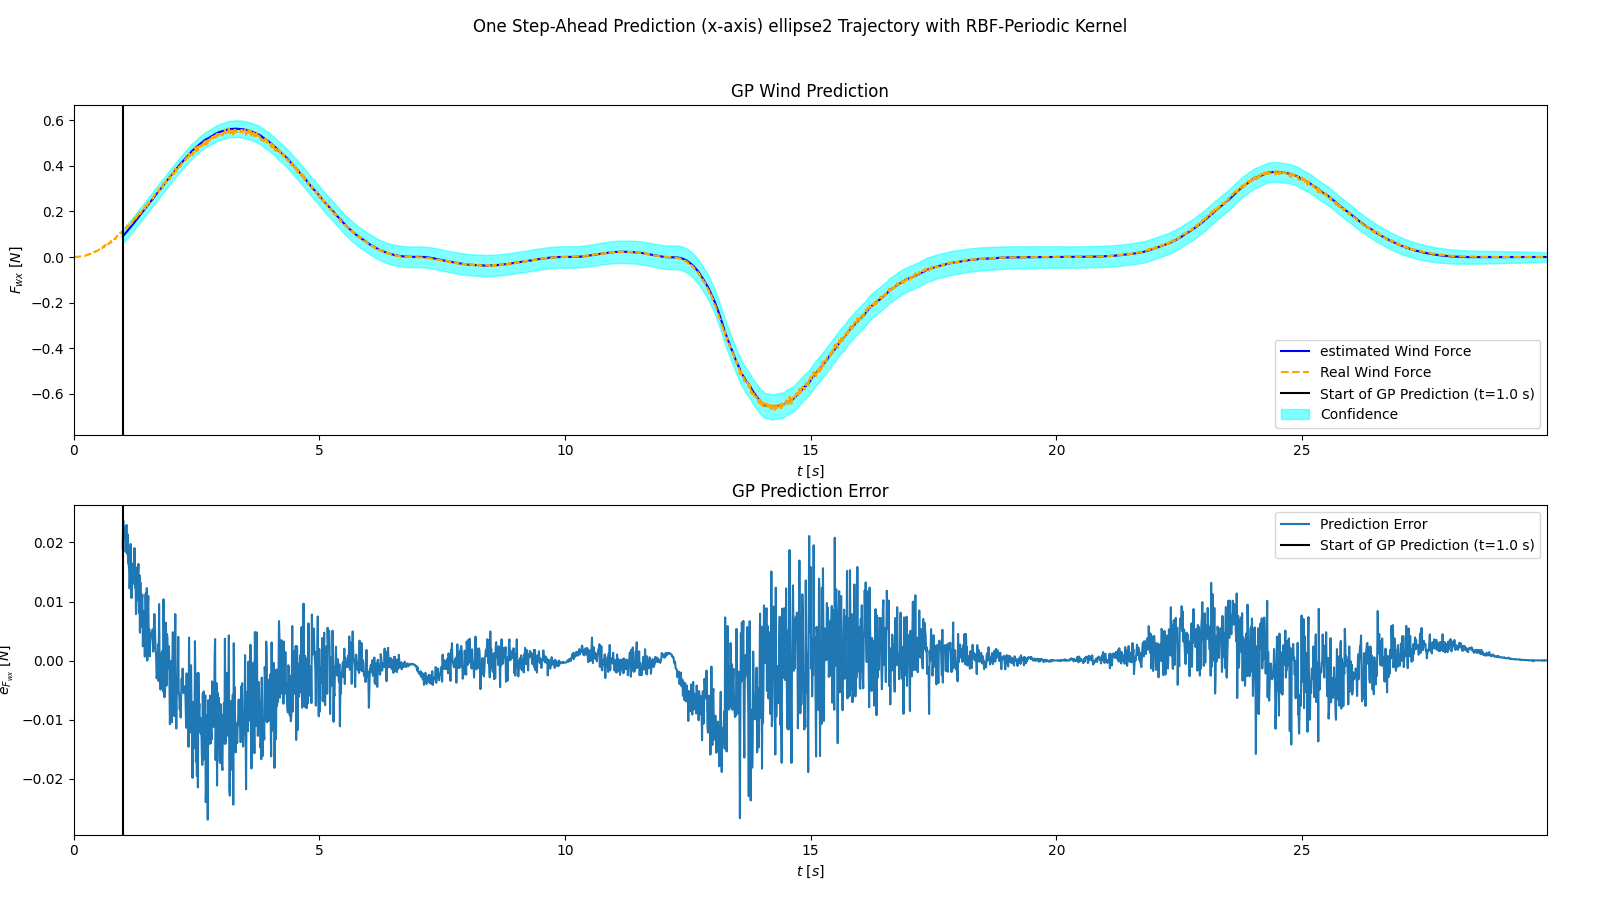 One Step-Ahead Prediction (x-axis) ellipse2 Trajectory with RBF-Periodic Kernel
GP Wind Prediction
0.6
0.4
0.2
0.0
−0.2
−0.4
−0.6
F_wx [N]
estimated Wind Force
Real Wind Force
Start of GP Prediction (t=1.0 s)
Confidence
0 5 10 15 20 25
t [s]
GP Prediction Error
0.02
0.01
0.00
−0.01
−0.02
e_F_wx [N]
Prediction Error
Start of GP Prediction (t=1.0 s)
0 5 10 15 20 25
t [s]